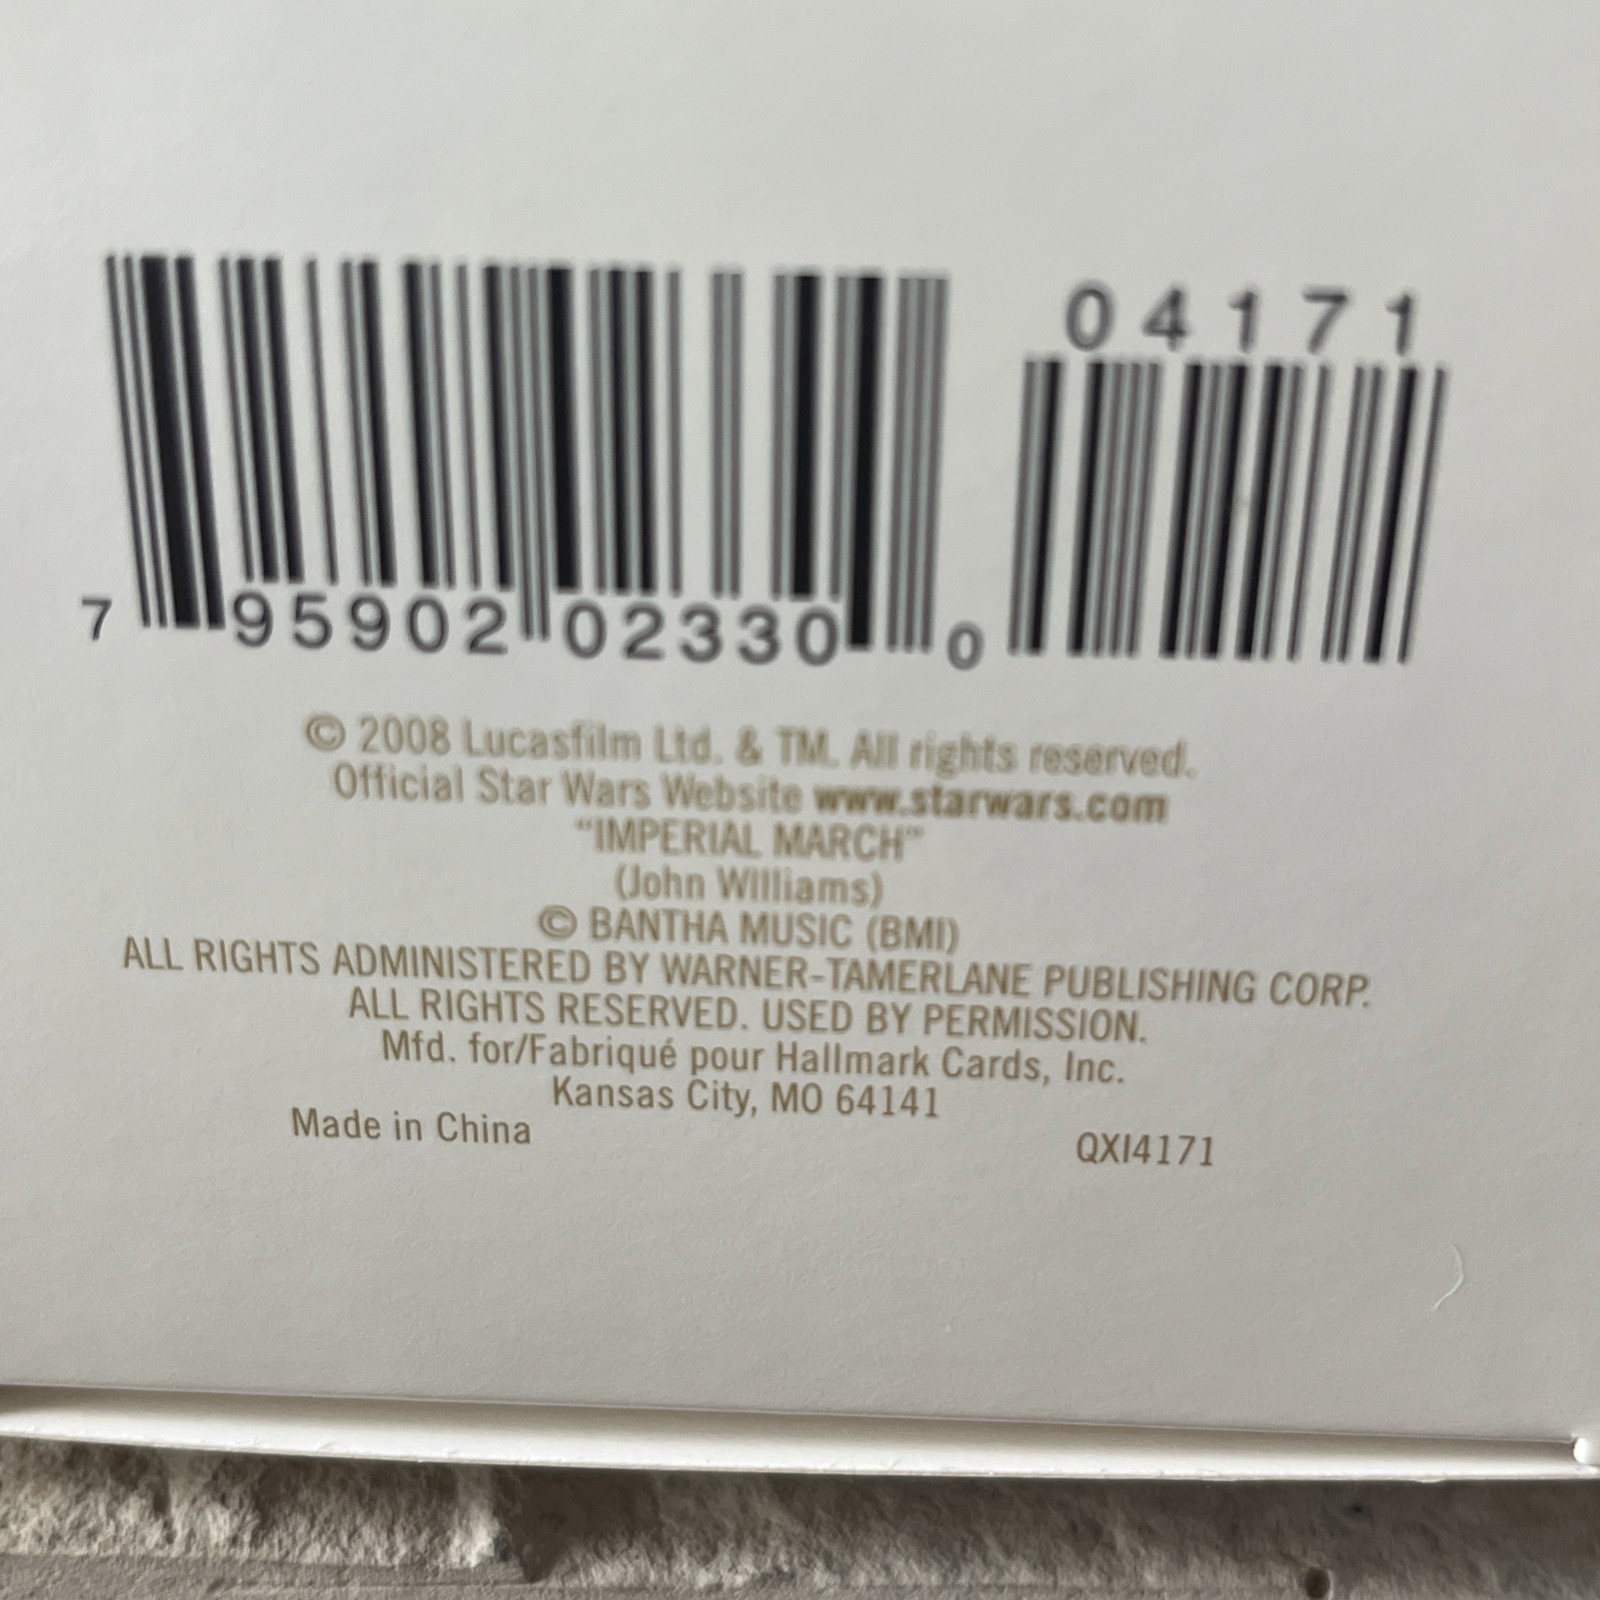 04171
7 95902 02330 0
© 2008 Lucasfilm Ltd. & TM. All rights reserved.
Official Star Wars Website www.starwars.com
"IMPERIAL MARCH"
(John Williams)
© BANTHA MUSIC (BMI)
ALL RIGHTS ADMINISTERED BY WARNER-TAMERLANE PUBLISHING CORP.
ALL RIGHTS RESERVED. USED BY PERMISSION.
Mfd. for/Fabriqué pour Hallmark Cards, Inc.
Kansas City, MO 64141
Made in China
QXI4171